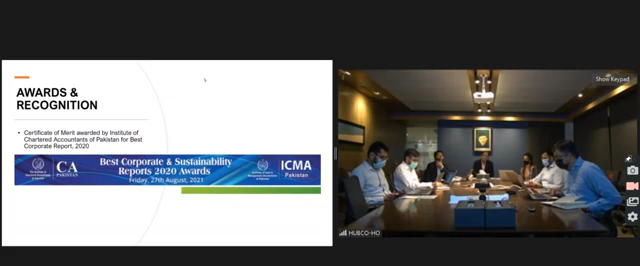 AWARDS &
RECOGNITION
• Certificate of Merit awarded by Institute of
Chartered Accountants of Pakistan for Best
Corporate Report, 2020
CA
PAKISTAN
Best Corporate & Sustainability
Reports 2020 Awards
Friday, 27th August, 2021
ICMA
Pakistan
Show Keypad
HUBCO-HO